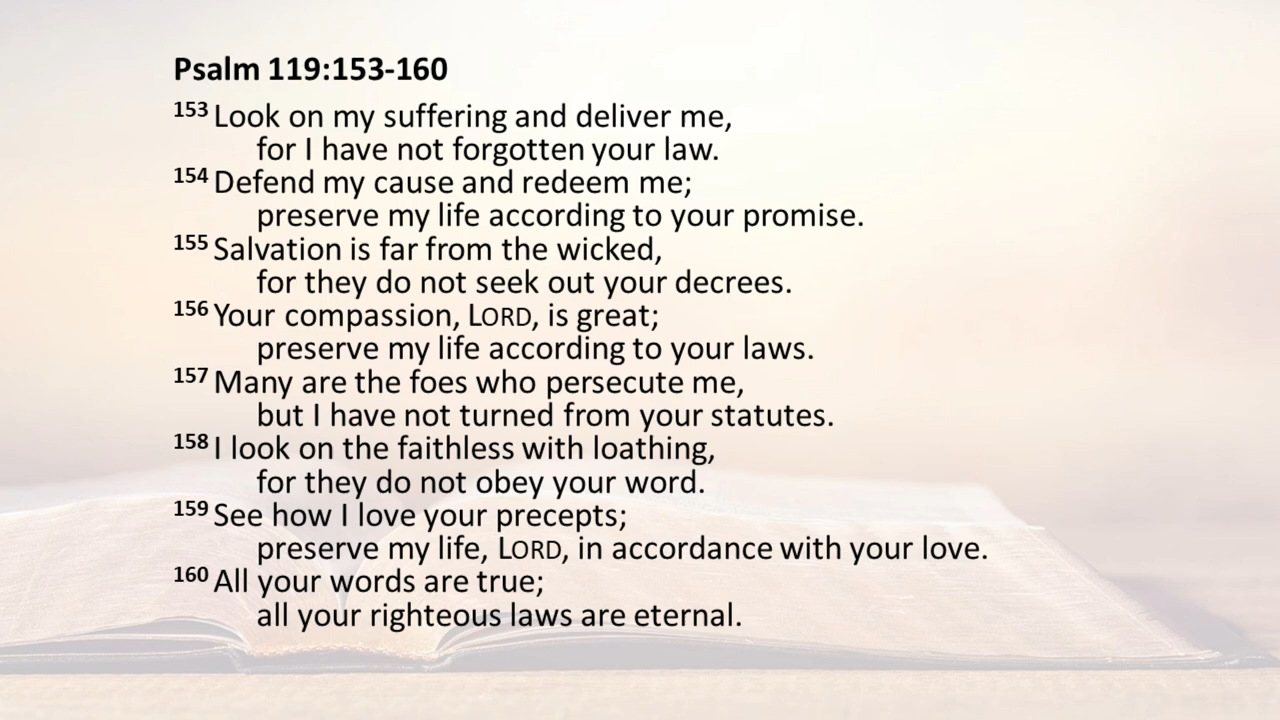 Psalm 119:153-160
153 Look on my suffering and deliver me,
for I have not forgotten your law.
154 Defend my cause and redeem me;
preserve my life according to your promise.
155 Salvation is far from the wicked,
for they do not seek out your decrees.
156 Your compassion, LORD, is great;
preserve my life according to your laws.
157 Many are the foes who persecute me,
but I have not turned from your statutes.
158 I look on the faithless with loathing,
for they do not obey your word.
159 See how I love your precepts;
preserve my life, LORD, in accordance with your love.
160 All your words are true;
all your righteous laws are eternal.